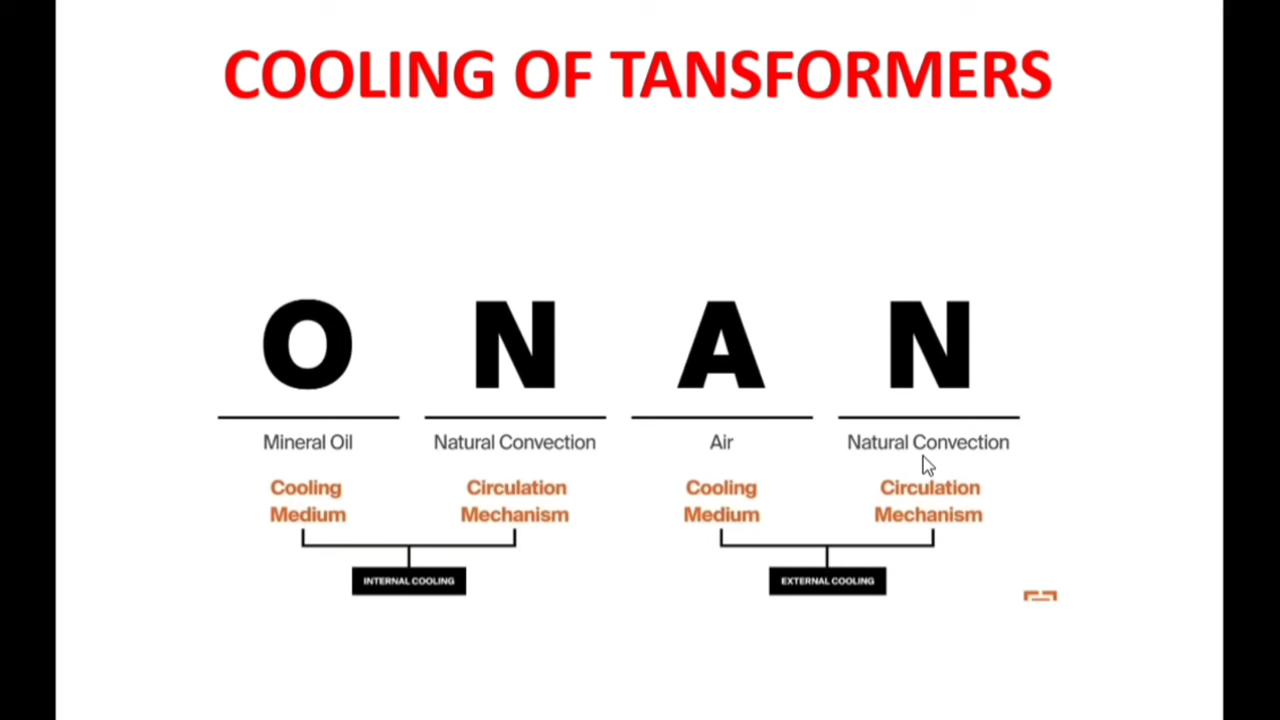 COOLING OF TANSFORMERS
O N A N
Mineral Oil Natural Convection Air Natural Convection
Cooling Circulation Cooling Circulation
Medium Mechanism Medium Mechanism
INTERNAL COOLING EXTERNAL COOLING